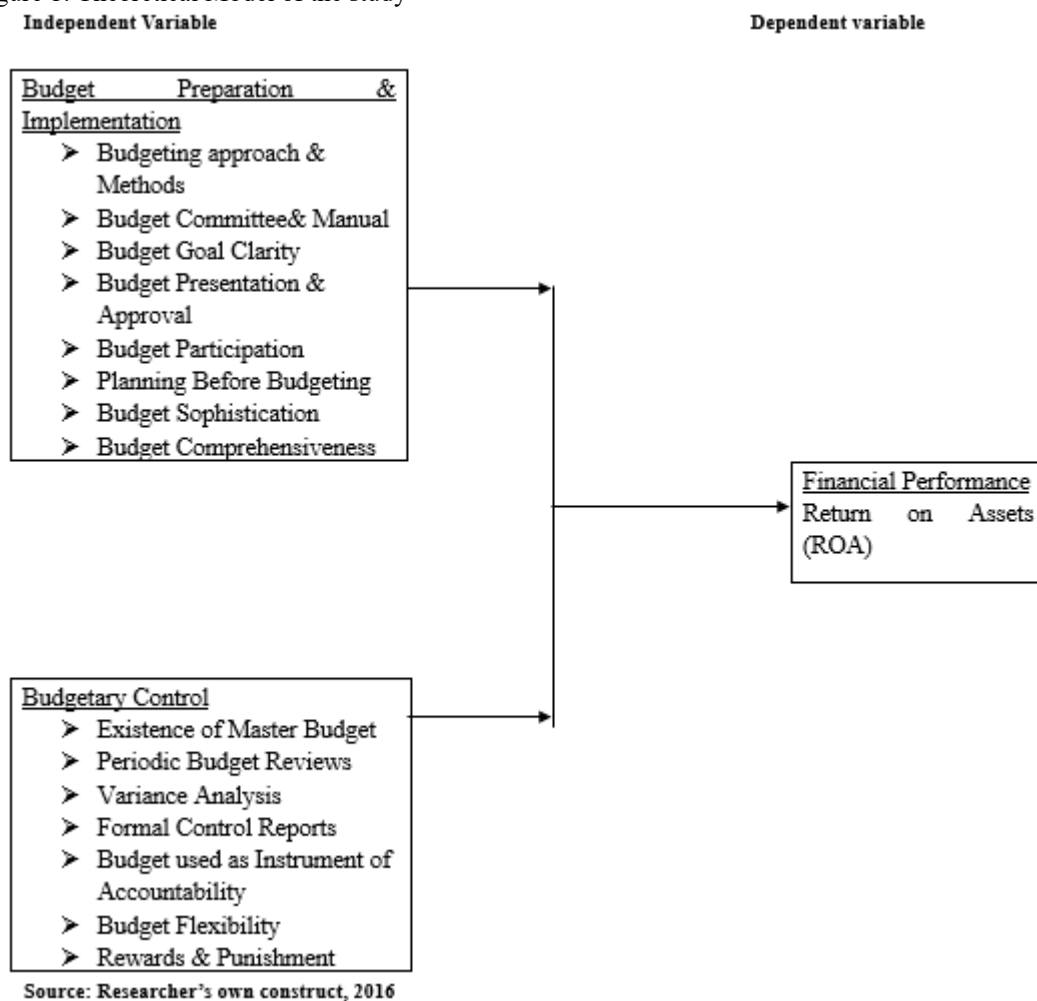 Independent Variable
Dependent variable
Budget Preparation &
Implementation
➤ Budgeting approach &
Methods
➤ Budget Committee& Manual
➤ Budget Goal Clarity
➤ Budget Presentation &
Approval
➤ Budget Participation
➤ Planning Before Budgeting
➤ Budget Sophistication
➤ Budget Comprehensiveness
Financial Performance
Return on Assets
(ROA)
Budgetary Control
➤ Existence of Master Budget
➤ Periodic Budget Reviews
➤ Variance Analysis
➤ Formal Control Reports
➤ Budget used as Instrument of
Accountability
➤ Budget Flexibility
➤ Rewards & Punishment
Source: Researcher's own construct, 2016